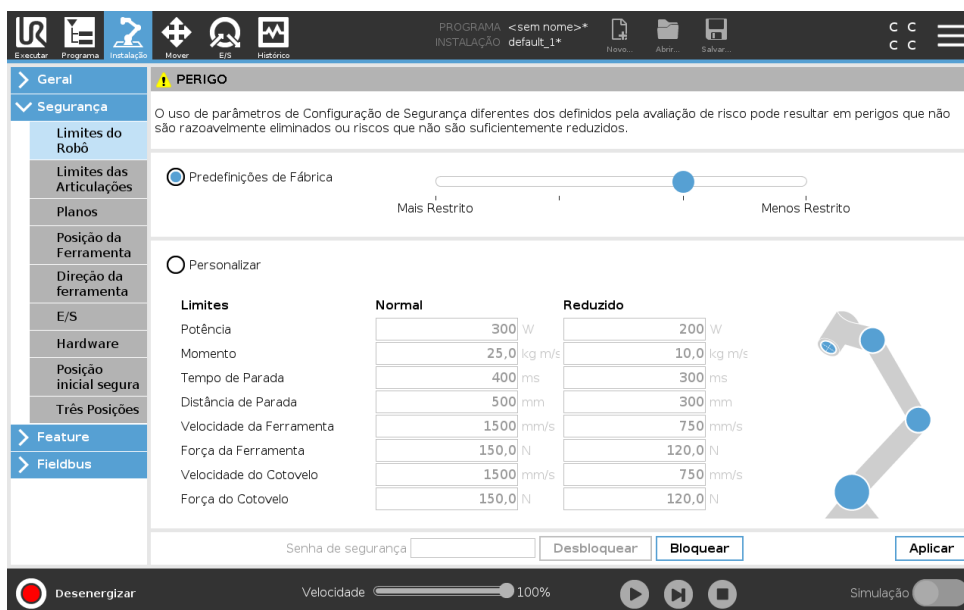 PROGRAMA <sem nome>*
INSTALAÇÃO default_1*
UR
Executar Programa Instalação Mover E/S Histórico Novo... Abrir... Salvar...
C C
C C
Geral
Segurança
Limites do
Robô
Limites das
Articulações
Planos
Posição da
Ferramenta
Direção da
ferramenta
E/S
Hardware
Posição
inicial segura
Três Posições
Feature
Fieldbus
PERIGO
O uso de parâmetros de Configuração de Segurança diferentes dos definidos pela avaliação de risco pode resultar em perigos que não
são razoavelmente eliminados ou riscos que não são suficientemente reduzidos.
Predefinições de Fábrica
Mais Restrito Menos Restrito
Personalizar
Limites Normal Reduzido
Potência 300 W 200 W
Momento 25,0 kg m/s 10,0 kg m/s
Tempo de Parada 400 ms 300 ms
Distância de Parada 500 mm 300 mm
Velocidade da Ferramenta 1500 mm/s 750 mm/s
Força da Ferramenta 150,0 N 120,0 N
Velocidade do Cotovelo 1500 mm/s 750 mm/s
Força do Cotovelo 150,0 N 120,0 N
Senha de segurança Desbloquear Bloquear Aplicar
Desenergizar Velocidade 100% Simulação